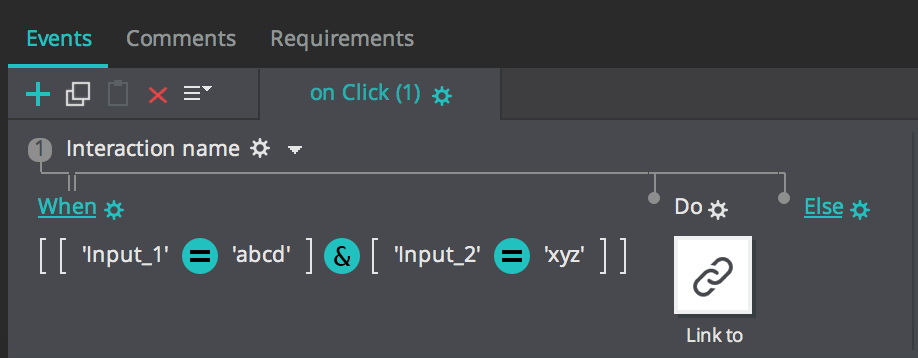 Events Comments Requirements
on Click (1)
1 Interaction name
When Do Else
[ [ 'Input_1' = 'abcd' ] & [ 'Input_2' = 'xyz' ] ]
Link to